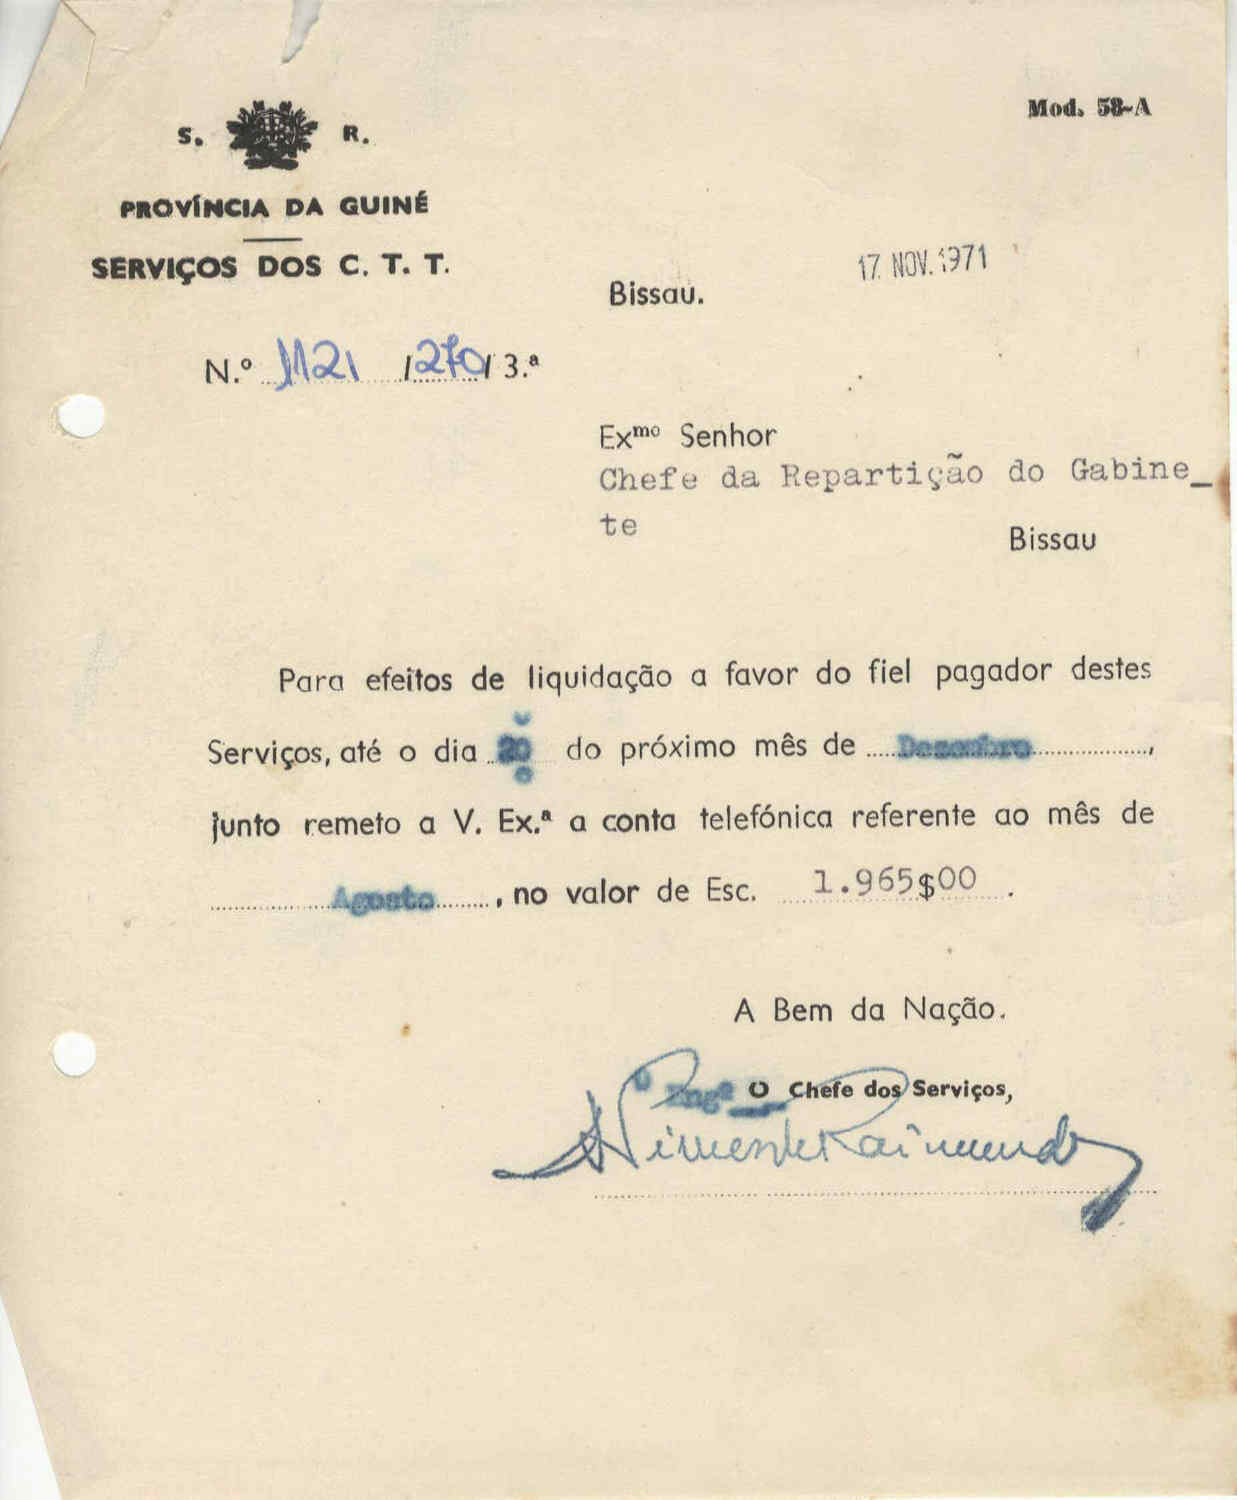 Mod. 58-A
S. R.
PROVÍNCIA DA GUINÉ
SERVIÇOS DOS C. T. T.
17. NOV. 1971
Bissau.
N.º 1121 /270/ 3.ª
Exmo Senhor
Chefe da Repartição do Gabine_
te
Bissau
Para efeitos de liquidação a favor do fiel pagador destes
Serviços, até o dia 20 do próximo mês de Desembro,
junto remeto a V. Ex.ª a conta telefónica referente ao mês de
Agosto, no valor de Esc. 1.965$00.
A Bem da Nação.
O Engº O Chefe dos Serviços,
Raimundo